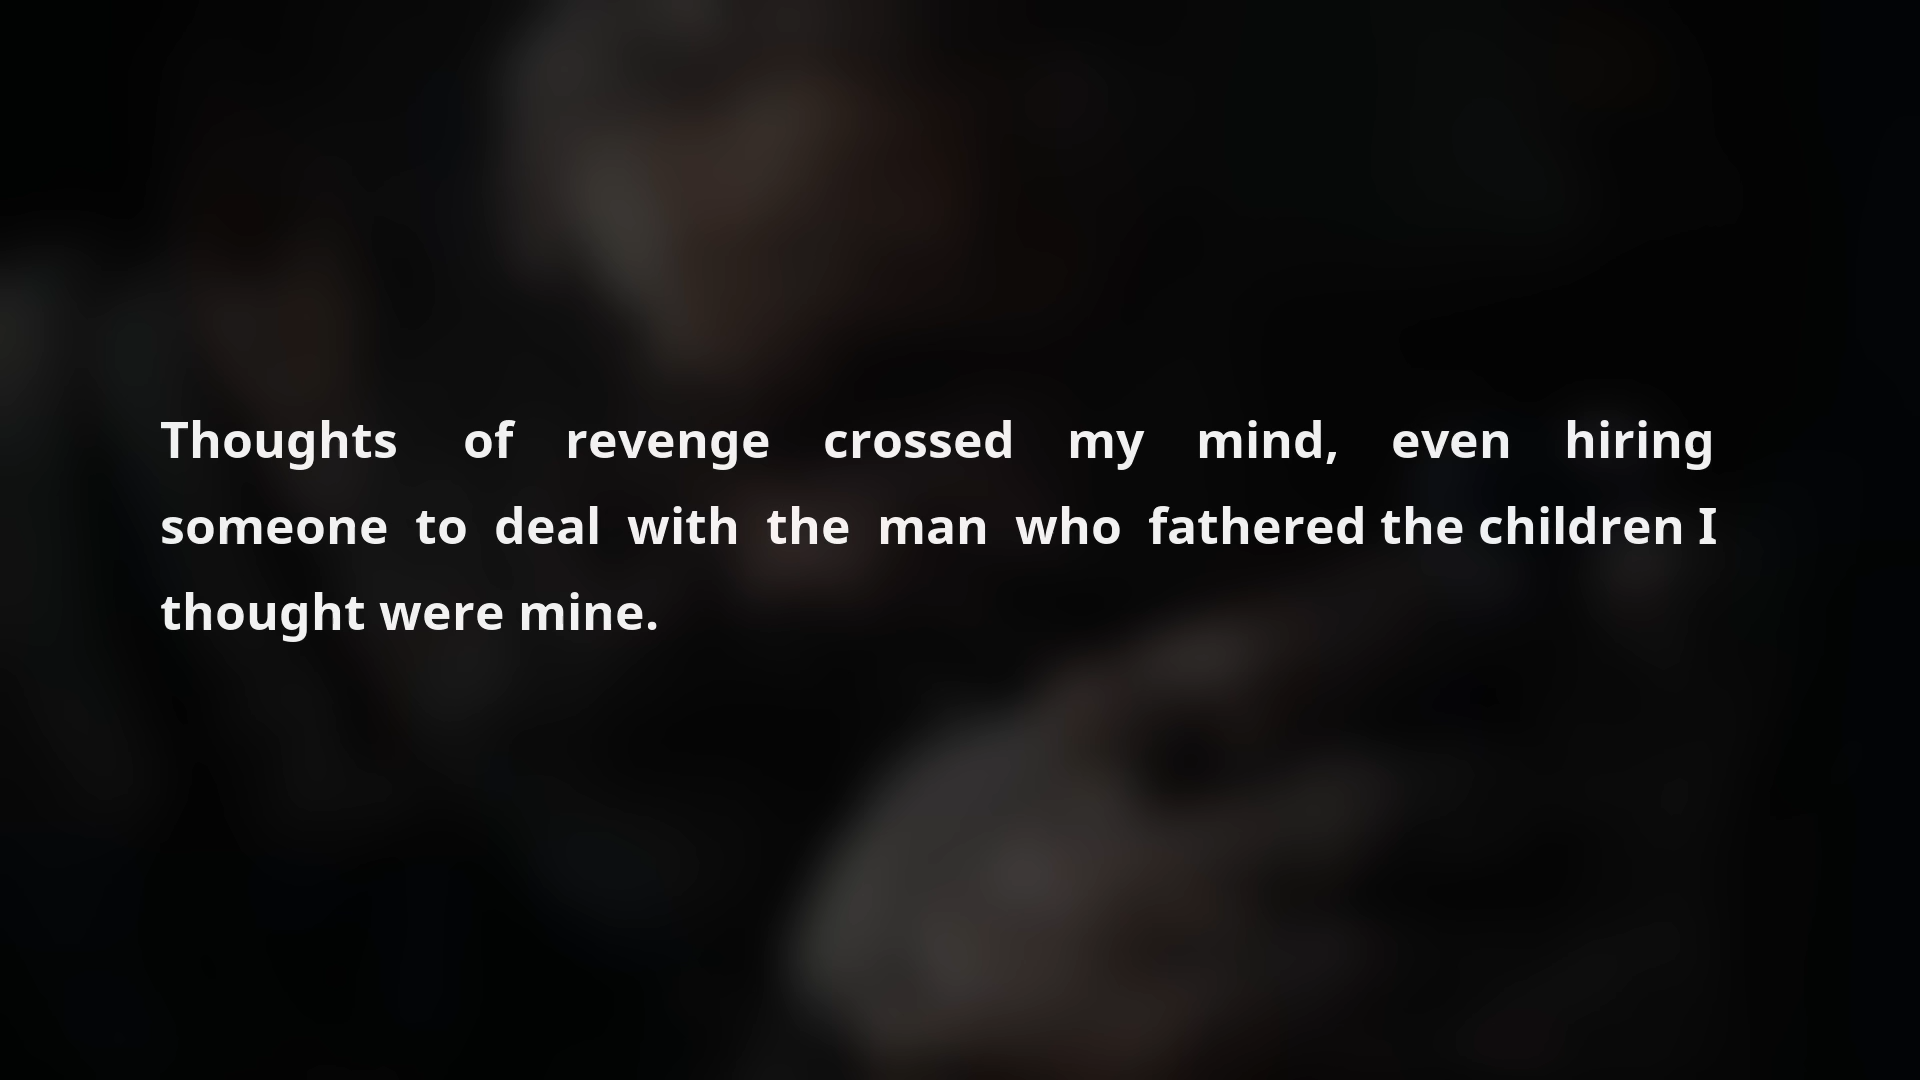 Thoughts of revenge crossed my mind, even hiring
someone to deal with the man who fathered the children I
thought were mine.